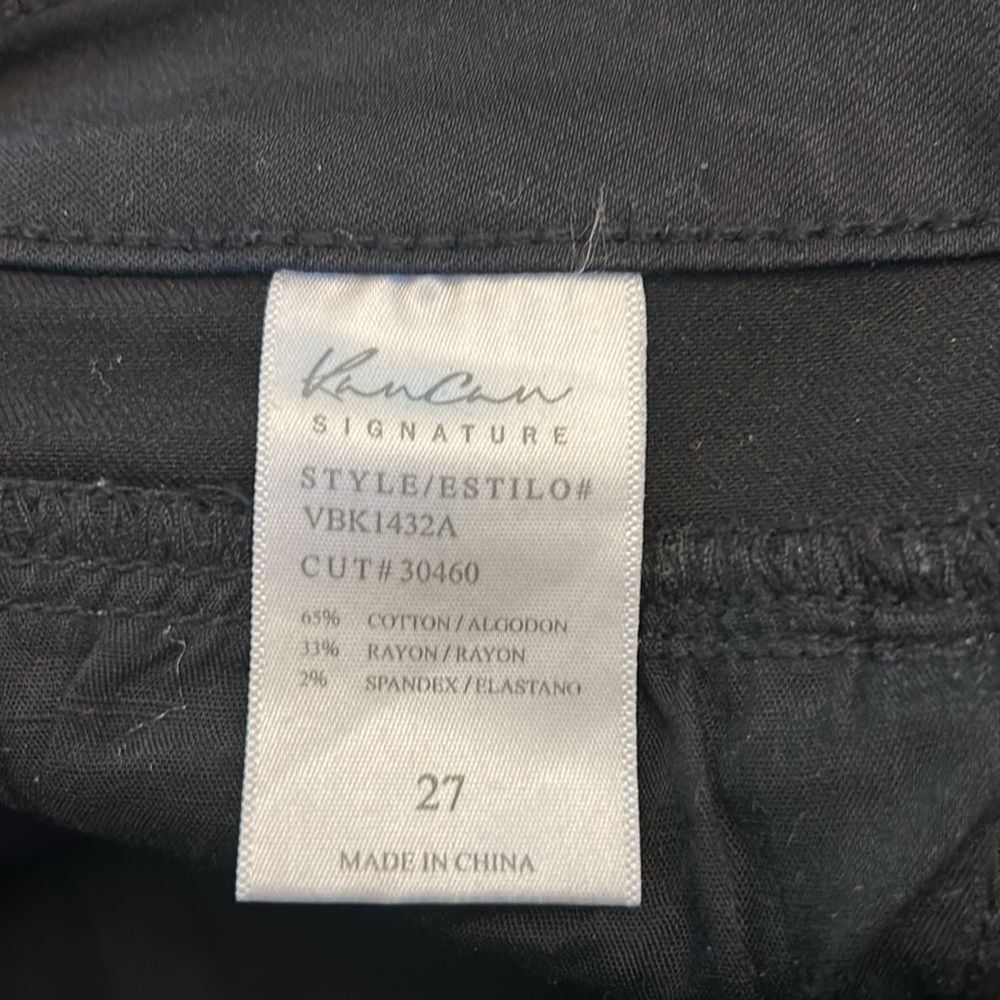 KanCan
SIGNATURE
STYLE/ESTILO#
VBK1432A
CUT# 30460
65% COTTON / ALGODON
33% RAYON / RAYON
2% SPANDEX / ELASTANO
27
MADE IN CHINA